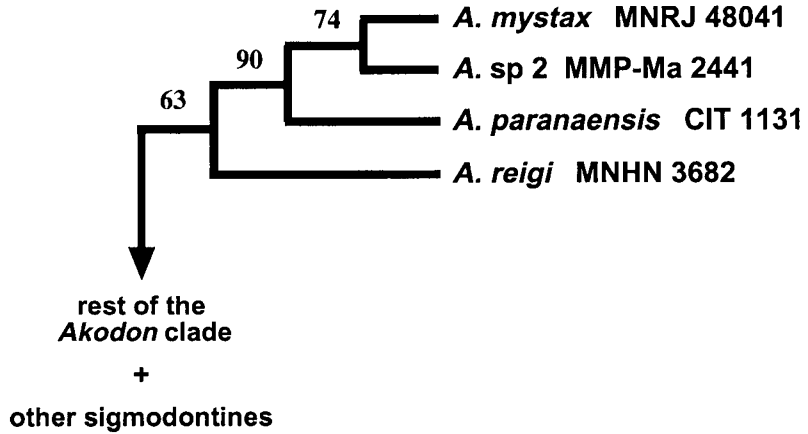 74
A. mystax MNRJ 48041
90
A. sp 2 MMP-Ma 2441
63
A. paranaensis CIT 1131
A. reigi MNHN 3682
rest of the
Akodon clade
+
other sigmodontines